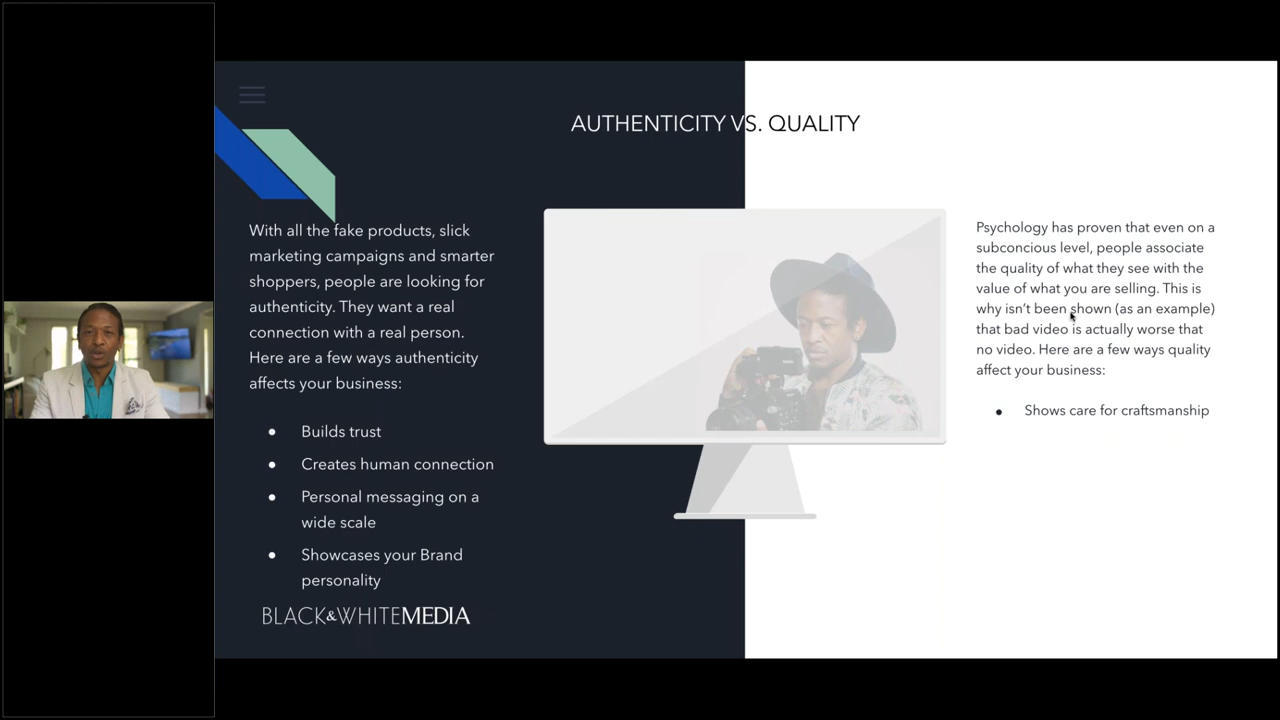 AUTHENTICITY VS. QUALITY
With all the fake products, slick
marketing campaigns and smarter
shoppers, people are looking for
authenticity. They want a real
connection with a real person.
Here are a few ways authenticity
affects your business:
Builds trust
Creates human connection
Personal messaging on a
wide scale
Showcases your Brand
personality
BLACK&WHITEMEDIA
Psychology has proven that even on a
subconcious level, people associate
the quality of what they see with the
value of what you are selling. This is
why isn't been shown (as an example)
that bad video is actually worse that
no video. Here are a few ways quality
affect your business:
Shows care for craftsmanship